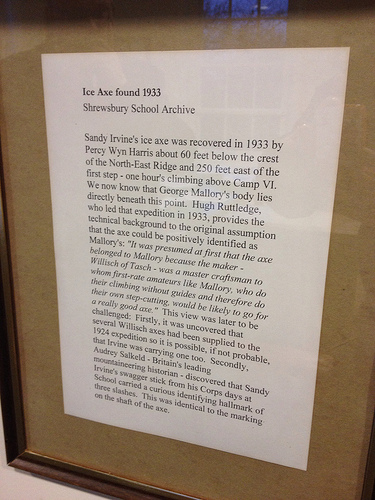 Ice Axe found 1933
Shrewsbury School Archive
Sandy Irvine's ice axe was recovered in 1933 by
Percy Wyn Harris about 60 feet below the crest
of the North-East Ridge and 250 feet east of the
first step - one hour's climbing above Camp VI.
We now know that George Mallory's body lies
directly beneath this point. Hugh Ruttledge,
who led that expedition in 1933, provides the
technical background to the original assumption
that the axe could be positively identified as
Mallory's: "It was presumed at first that the axe
belonged to Mallory because the maker -
Willisch of Tasch - was a master craftsman to
whom first-rate amateurs like Mallory, who do
their climbing without guides and therefore do
their own step-cutting, would be likely to go for
a really good axe." This view was later to be
challenged: Firstly, it was uncovered that
several Willisch axes had been supplied to the
1924 expedition so it is possible, if not probable,
that Irvine was carrying one too. Secondly,
Audrey Salkeld - Britain's leading
mountaineering historian - discovered that Sandy
Irvine's swagger stick from his Corps days at
School carried a curious identifying hallmark of
three slashes. This was identical to the marking
on the shaft of the axe.